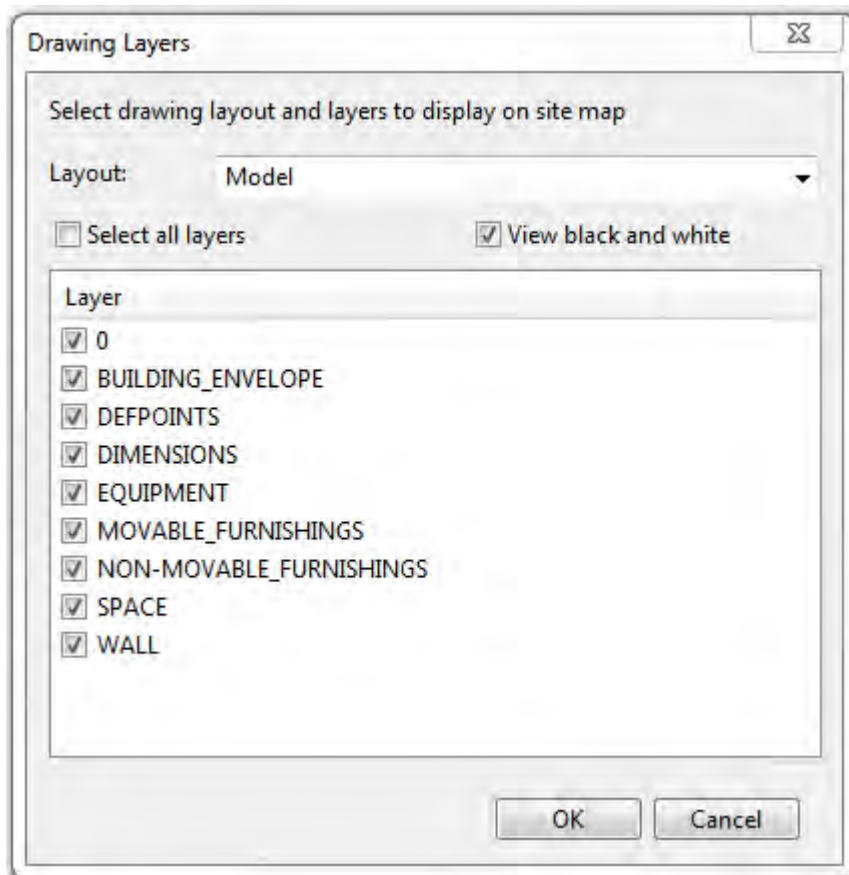 Drawing Layers
Select drawing layout and layers to display on site map
Layout: Model
Select all layers View black and white
Layer
0
BUILDING_ENVELOPE
DEFPOINTS
DIMENSIONS
EQUIPMENT
MOVABLE_FURNISHINGS
NON-MOVABLE_FURNISHINGS
SPACE
WALL
OK Cancel